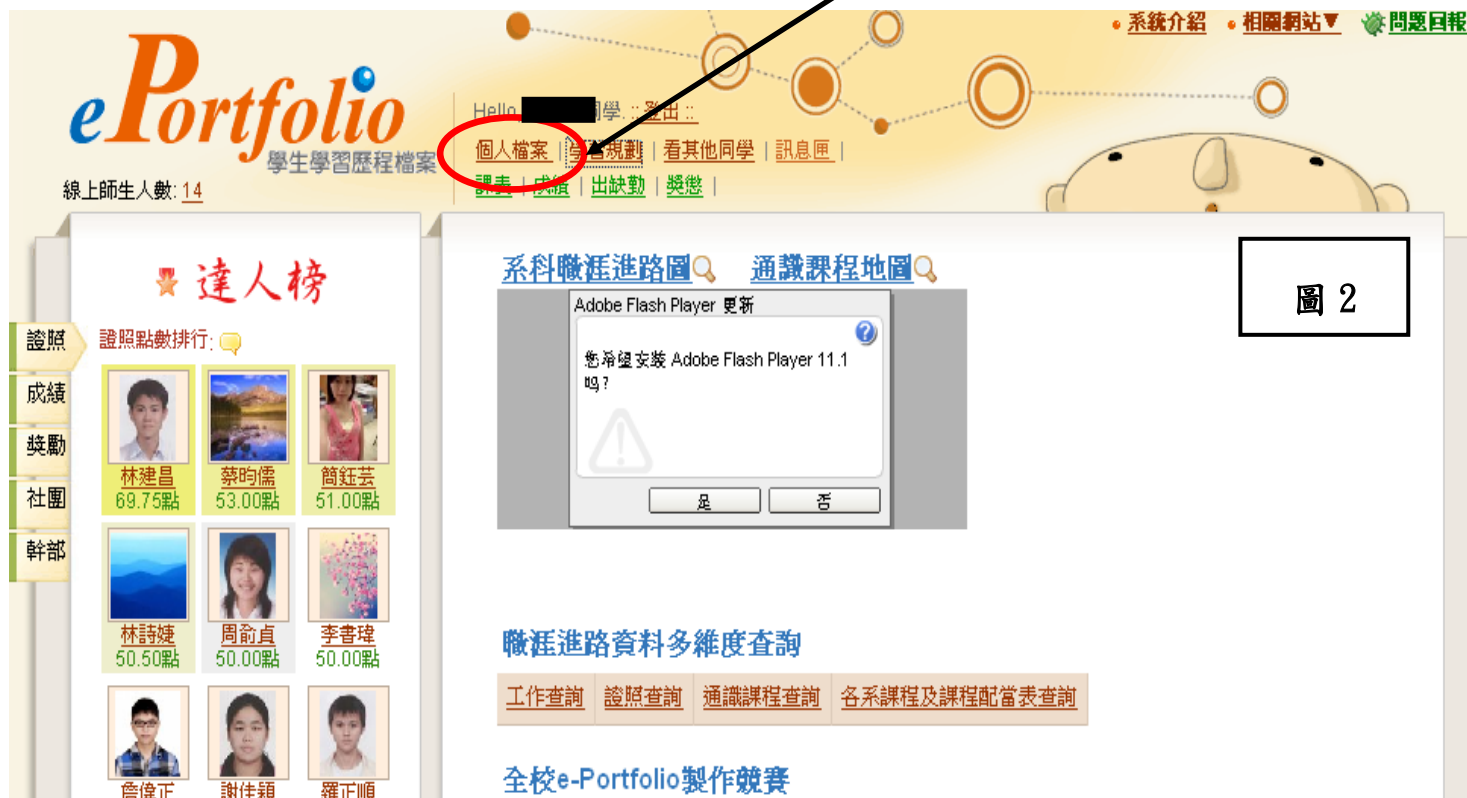 系統介紹 相關網站▼ 問題回報
ePortfolio
學生學習歷程檔案
Hello 同學. :: 登出 ::
個人檔案 | 學習規劃 | 看其他同學 | 訊息匣 |
課表 | 成績 | 出缺勤 | 獎懲 |
線上師生人數: 14
達人榜
證照點數排行:
證照
成績
獎勵
社團
幹部
林建昌 蔡昀儒 簡鈺芸
69.75點 53.00點 51.00點
林詩婕 周俞貞 李書瑋
50.50點 50.00點 50.00點
詹偉正 謝佳穎 羅正順
系科職涯進路圖 通識課程地圖
圖 2
Adobe Flash Player 更新
您希望安裝 Adobe Flash Player 11.1
吗?
是 否
職涯進路資料多維度查詢
工作查詢 證照查詢 通識課程查詢 各系課程及課程配當表查詢
全校e-Portfolio製作競賽